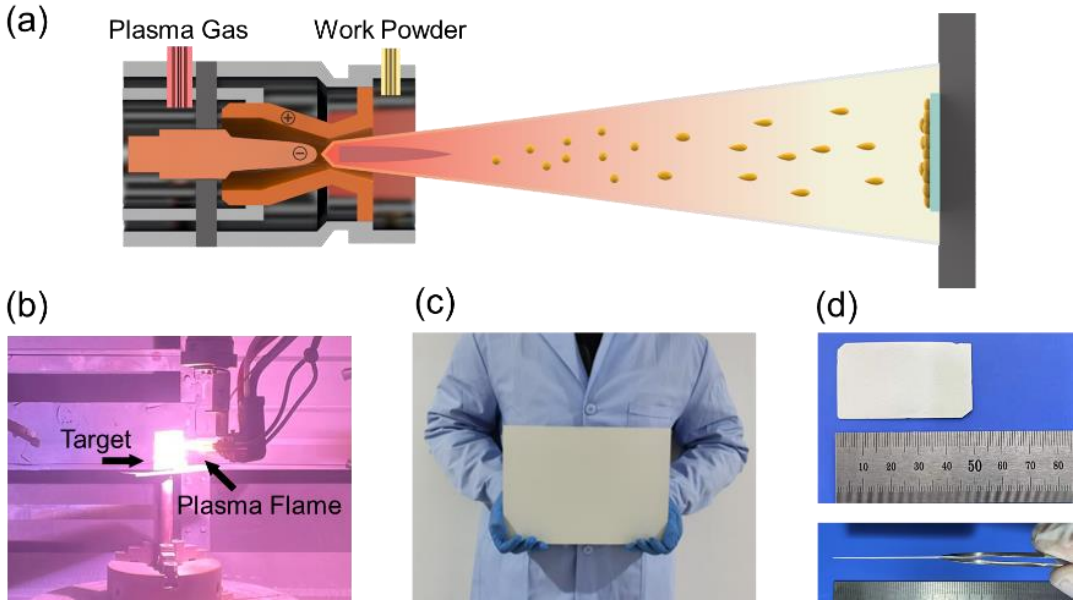 (a)
Plasma Gas
Work Powder
+
−
(b)
Target
Plasma Flame
(c)
(d)
10 20 30 40 50 60 70 80